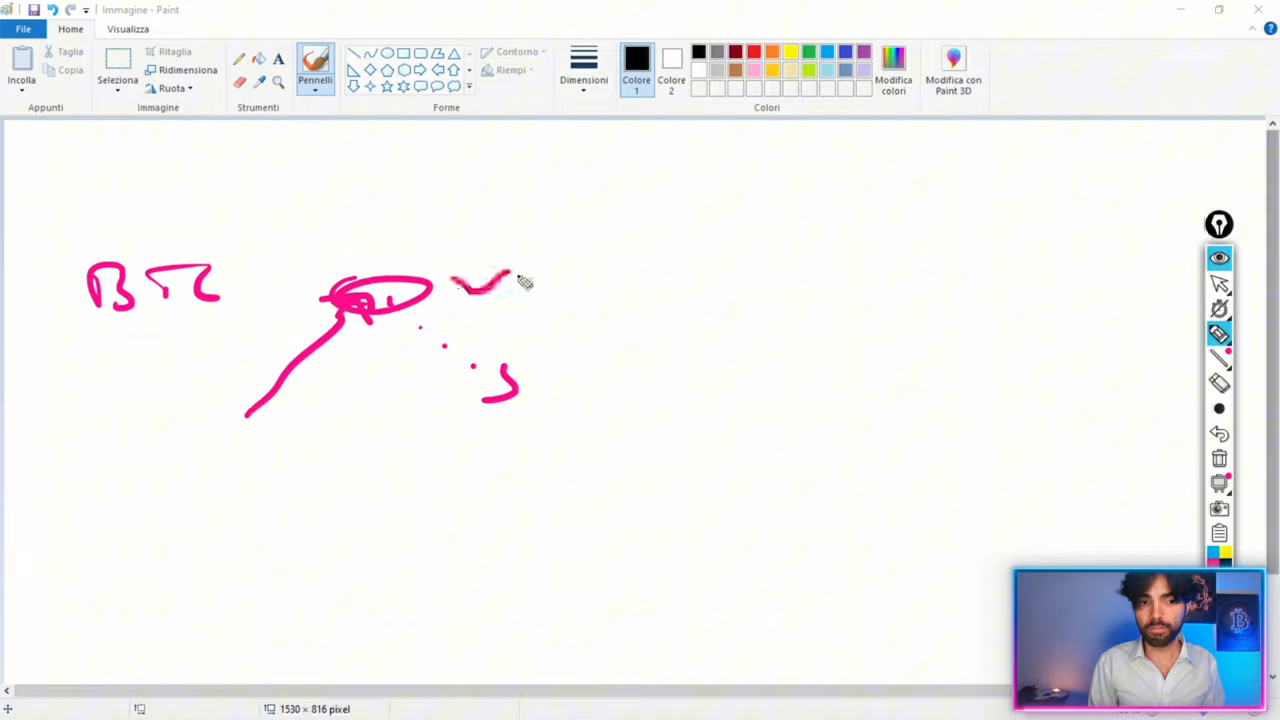 Immagine - Paint
File Home Visualizza
Incolla
Taglia
Copia
Appunti
Seleziona
Ritaglia
Ridimensiona
Ruota
Immagine
Strumenti
Pennelli
Contorno
Riempi
Forme
Dimensioni
Colore 1
Colore 2
Modifica colori
Colori
Modifica con Paint 3D
BTC
1530 × 816 pixel